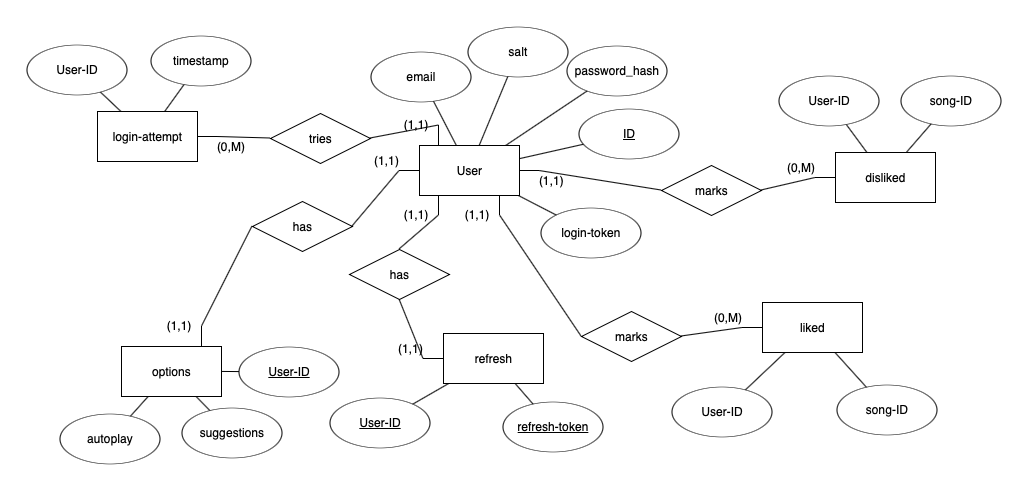 salt
email
password_hash
User-ID
timestamp
User-ID
song-ID
login-attempt
(0,M)
tries
(1,1)
ID
(1,1)
User
(1,1)
marks
(0,M)
disliked
has
(1,1)
(1,1)
login-token
has
(1,1)
(1,1)
options
User-ID
refresh
marks
(0,M)
liked
autoplay
suggestions
User-ID
refresh-token
User-ID
song-ID